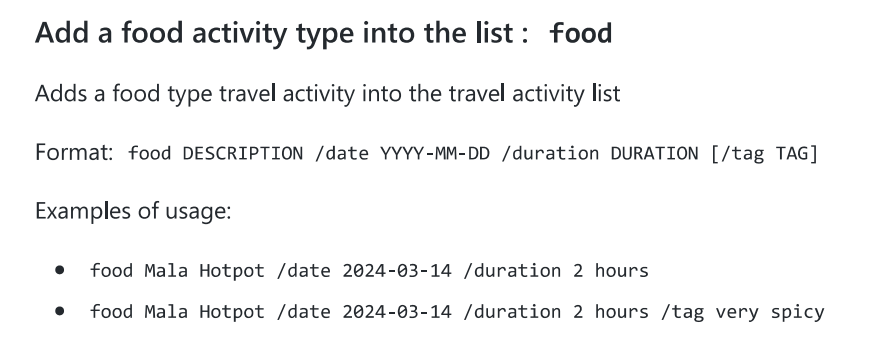 Add a food activity type into the list : food
Adds a food type travel activity into the travel activity list
Format: food DESCRIPTION /date YYYY-MM-DD /duration DURATION [/tag TAG]
Examples of usage:
• food Mala Hotpot /date 2024-03-14 /duration 2 hours
• food Mala Hotpot /date 2024-03-14 /duration 2 hours /tag very spicy